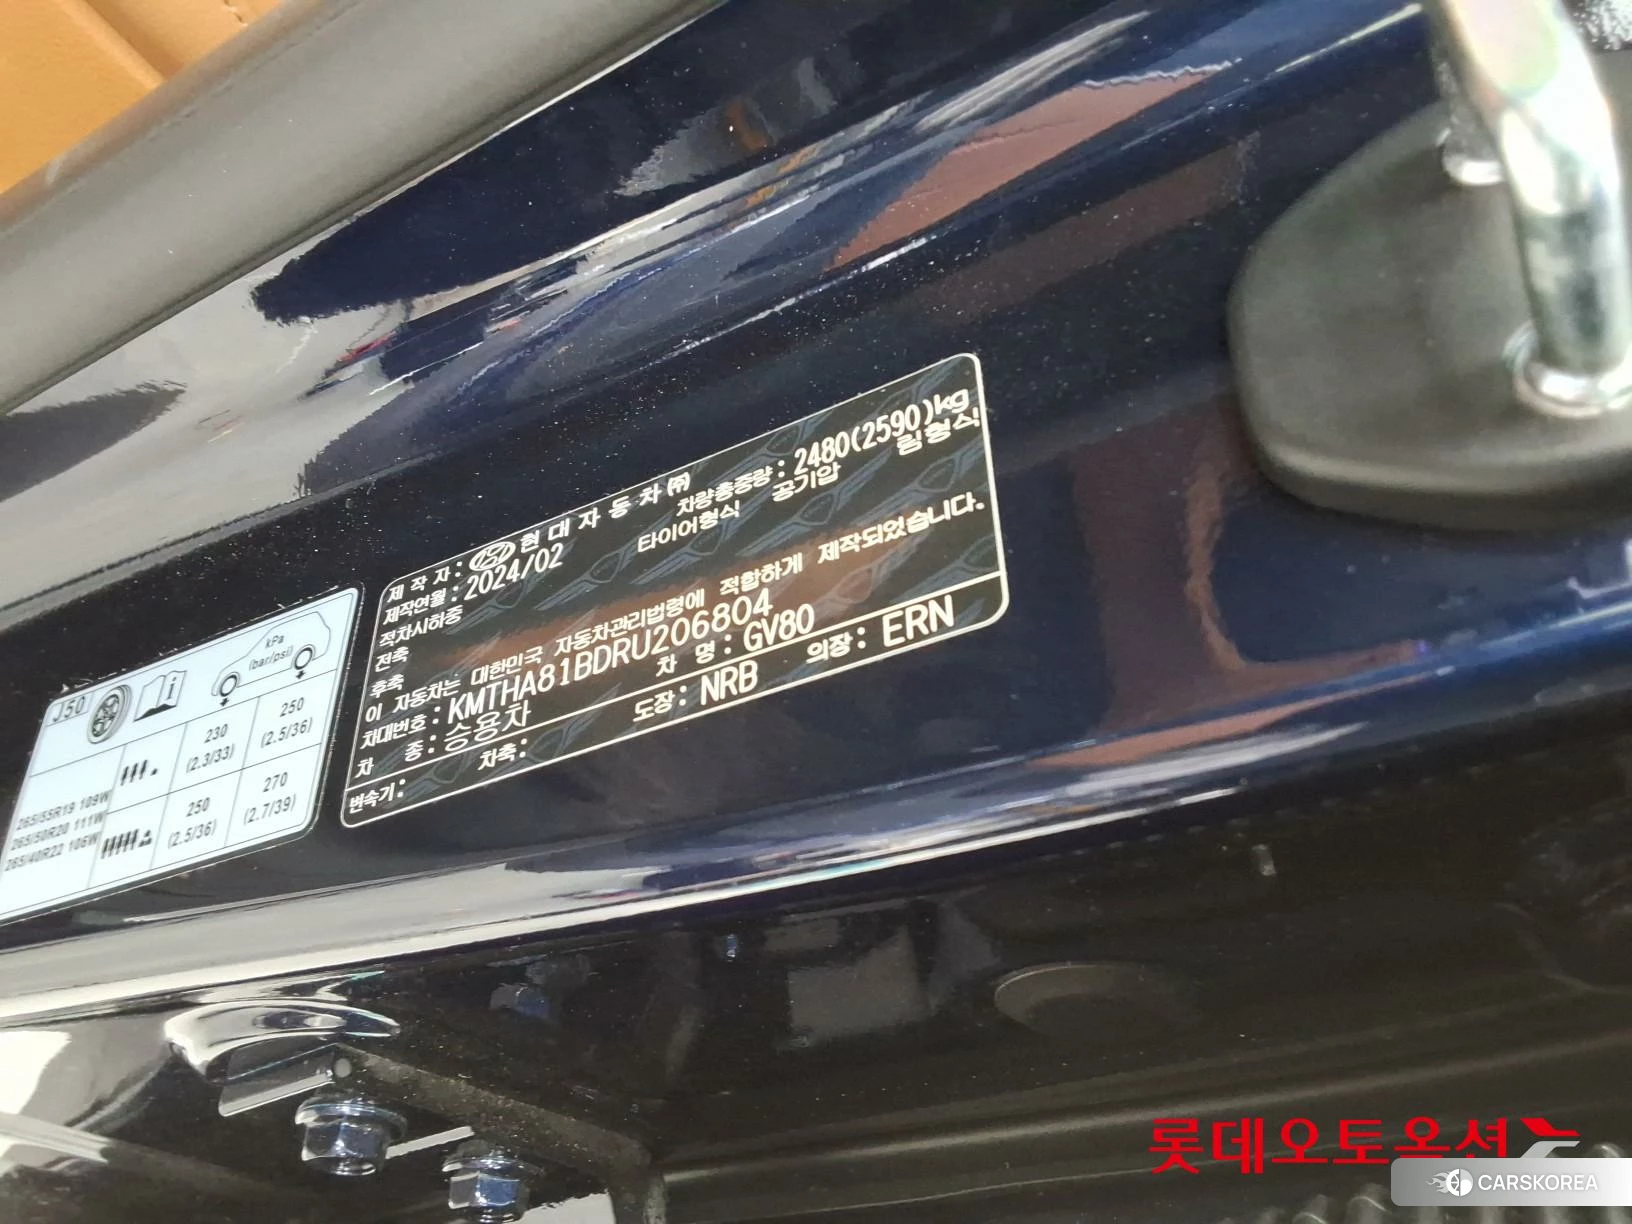 제 작 자 : 현 대 자 동 차 ㈜
제작연월 : 2024/02 차량총중량 : 2480(2590)kg
적차시하중 타이어형식 공기압 림형식
전축
후축
이 자동차는 대한민국 자동차관리법령에 적합하게 제작되었습니다.
차대번호 : KMTHA81BDRU206804
차 종 : 승용차 차 명 : GV80
변속기 : 차축 : 도장 : NRB 의장 : ERN
J50 i kPa (bar/psi)
265/55R19 109W
265/50R20 111W
265/40R22 106W
230 (2.3/33) 250 (2.5/36)
250 (2.5/36) 270 (2.7/39)
롯데오토옥션
CARSKOREA